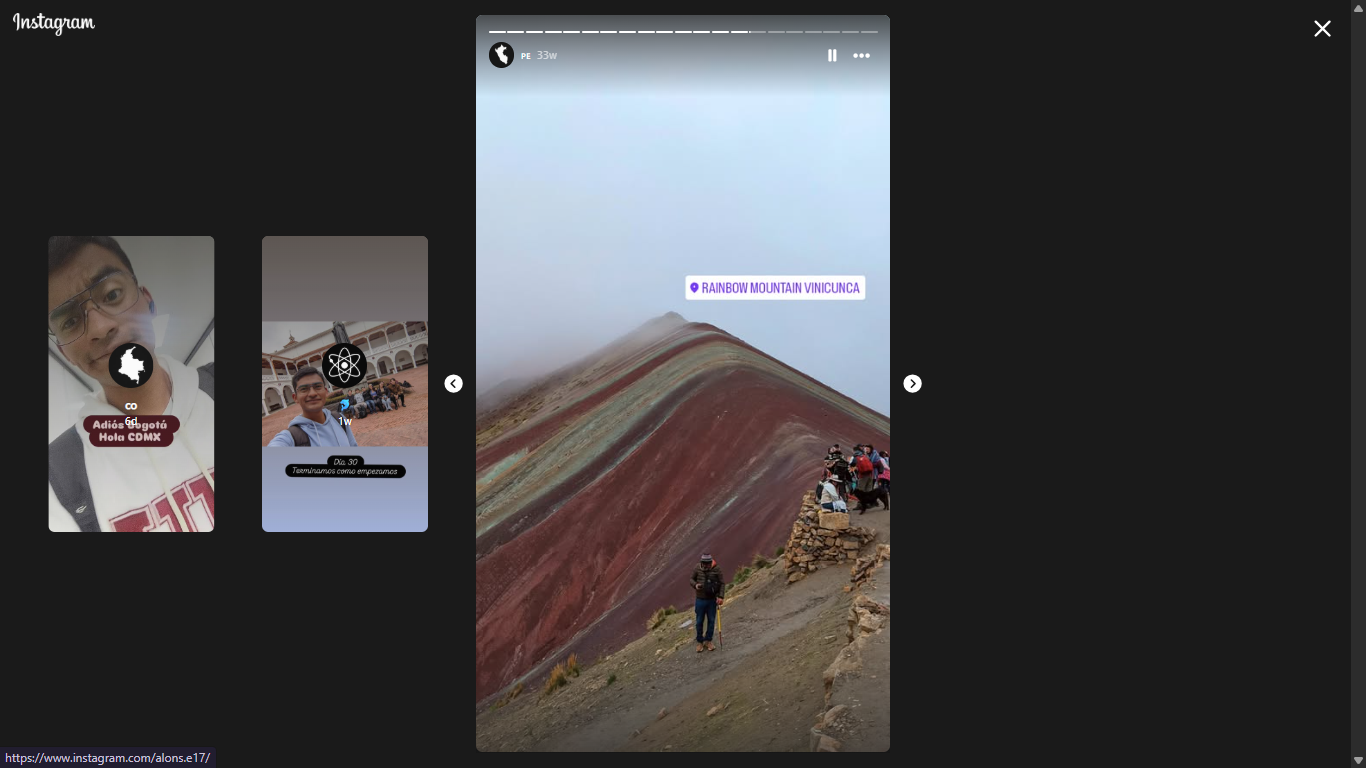 Instagram
PE 33w
RAINBOW MOUNTAIN VINICUNCA
CO
6d
Adiós Bogotá
Hola CDMX
1w
Día 30
Terminamos como empezamos
https://www.instagram.com/alons.e17/